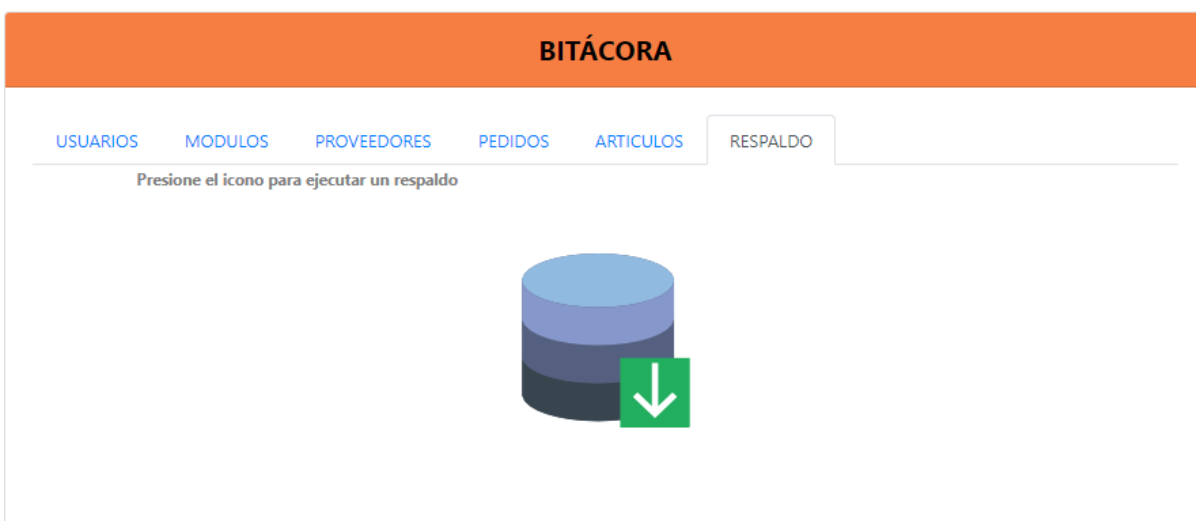 BITÁCORA
USUARIOS MODULOS PROVEEDORES PEDIDOS ARTICULOS RESPALDO
Presione el icono para ejecutar un respaldo